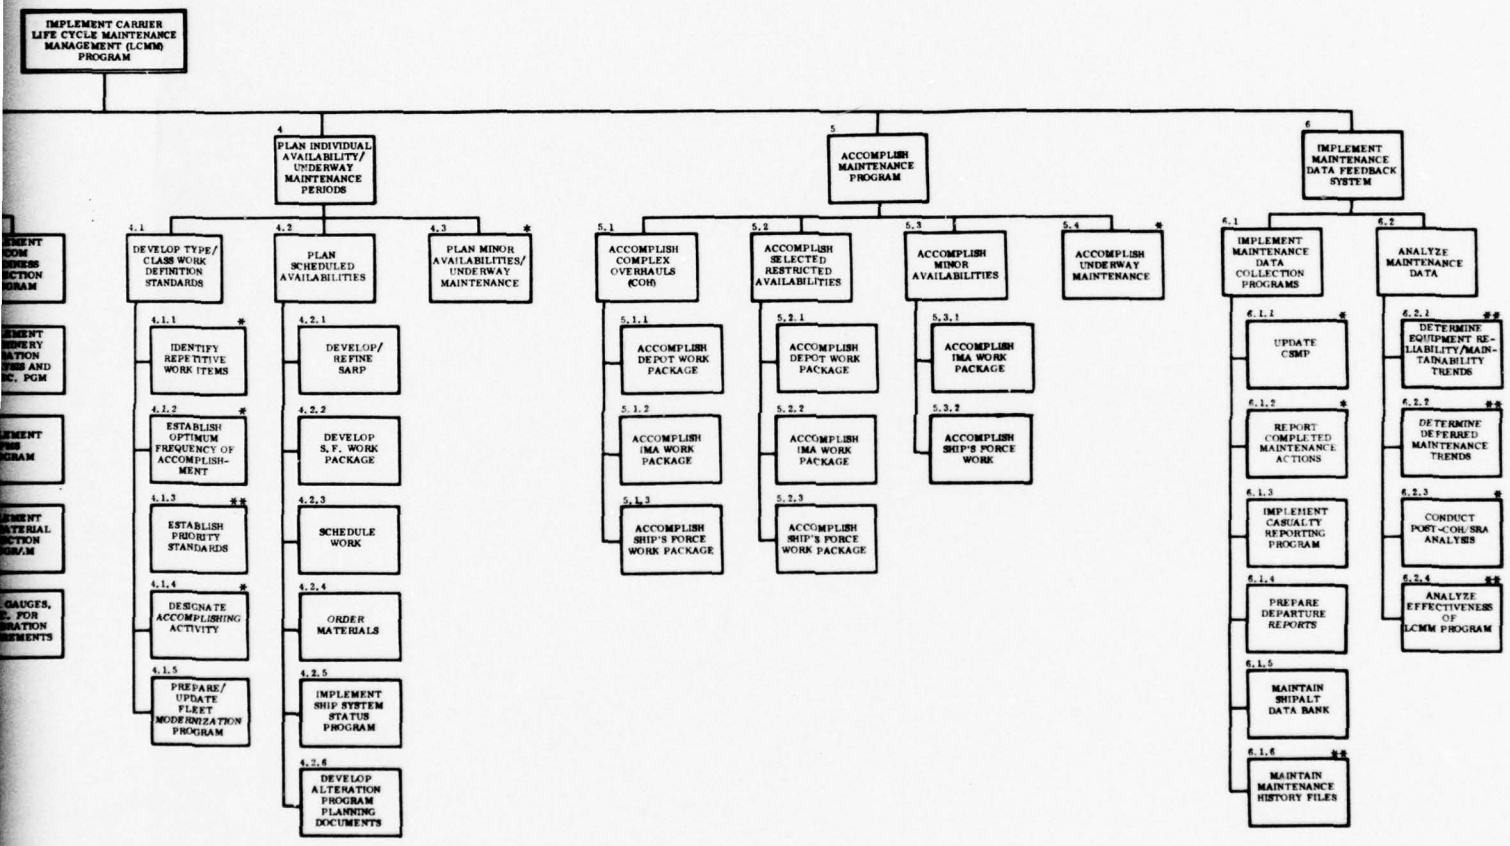 IMPLEMENT CARRIER
LIFE CYCLE MAINTENANCE
MANAGEMENT (LCMM)
PROGRAM
4
PLAN INDIVIDUAL
AVAILABILITY/
UNDERWAY
MAINTENANCE
PERIODS
5
ACCOMPLISH
MAINTENANCE
PROGRAM
6
IMPLEMENT
MAINTENANCE
DATA FEEDBACK
SYSTEM
4.1
DEVELOP TYPE/
CLASS WORK
DEFINITION
STANDARDS
4.2
PLAN
SCHEDULED
AVAILABILITIES
4.3 *
PLAN MINOR
AVAILABILITIES/
UNDERWAY
MAINTENANCE
5.1
ACCOMPLISH
COMPLEX
OVERHAULS
(COH)
5.2
ACCOMPLISH
SELECTED
RESTRICTED
AVAILABILITIES
5.3
ACCOMPLISH
MINOR
AVAILABILITIES
5.4 *
ACCOMPLISH
UNDERWAY
MAINTENANCE
6.1
IMPLEMENT
MAINTENANCE
DATA
COLLECTION
PROGRAMS
6.2
ANALYZE
MAINTENANCE
DATA
4.1.1 *
IDENTIFY
REPETITIVE
WORK ITEMS
4.1.2 *
ESTABLISH
OPTIMUM
FREQUENCY OF
ACCOMPLISH-
MENT
4.1.3 **
ESTABLISH
PRIORITY
STANDARDS
4.1.4 *
DESIGNATE
ACCOMPLISHING
ACTIVITY
4.1.5
PREPARE/
UPDATE
FLEET
MODERNIZATION
PROGRAM
4.2.1
DEVELOP/
REFINE
SARP
4.2.2
DEVELOP
S.F. WORK
PACKAGE
4.2.3
SCHEDULE
WORK
4.2.4
ORDER
MATERIALS
4.2.5
IMPLEMENT
SHIP SYSTEM
STATUS
PROGRAM
4.2.6
DEVELOP
ALTERATION
PROGRAM
PLANNING
DOCUMENTS
5.1.1
ACCOMPLISH
DEPOT WORK
PACKAGE
5.1.2
ACCOMPLISH
IMA WORK
PACKAGE
5.1.3
ACCOMPLISH
SHIP'S FORCE
WORK PACKAGE
5.2.1
ACCOMPLISH
DEPOT WORK
PACKAGE
5.2.2
ACCOMPLISH
IMA WORK
PACKAGE
5.2.3
ACCOMPLISH
SHIP'S FORCE
WORK PACKAGE
5.3.1
ACCOMPLISH
IMA WORK
PACKAGE
5.3.2
ACCOMPLISH
SHIP'S FORCE
WORK
6.1.1 *
UPDATE
CSMP
6.1.2 *
REPORT
COMPLETED
MAINTENANCE
ACTIONS
6.1.3
IMPLEMENT
CASUALTY
REPORTING
PROGRAM
6.1.4
PREPARE
DEPARTURE
REPORTS
6.1.5
MAINTAIN
SHIPALT
DATA BANK
6.1.6 **
MAINTAIN
MAINTENANCE
HISTORY FILES
6.2.1 **
DETERMINE
EQUIPMENT RE-
LIABILITY/MAIN-
TAINABILITY
TRENDS
6.2.2 **
DETERMINE
DEFERRED
MAINTENANCE
TRENDS
6.2.3 *
CONDUCT
POST-COH/SRA
ANALYSIS
6.2.4 **
ANALYZE
EFFECTIVENESS
OF
LCMM PROGRAM
GAUGES,
FOR